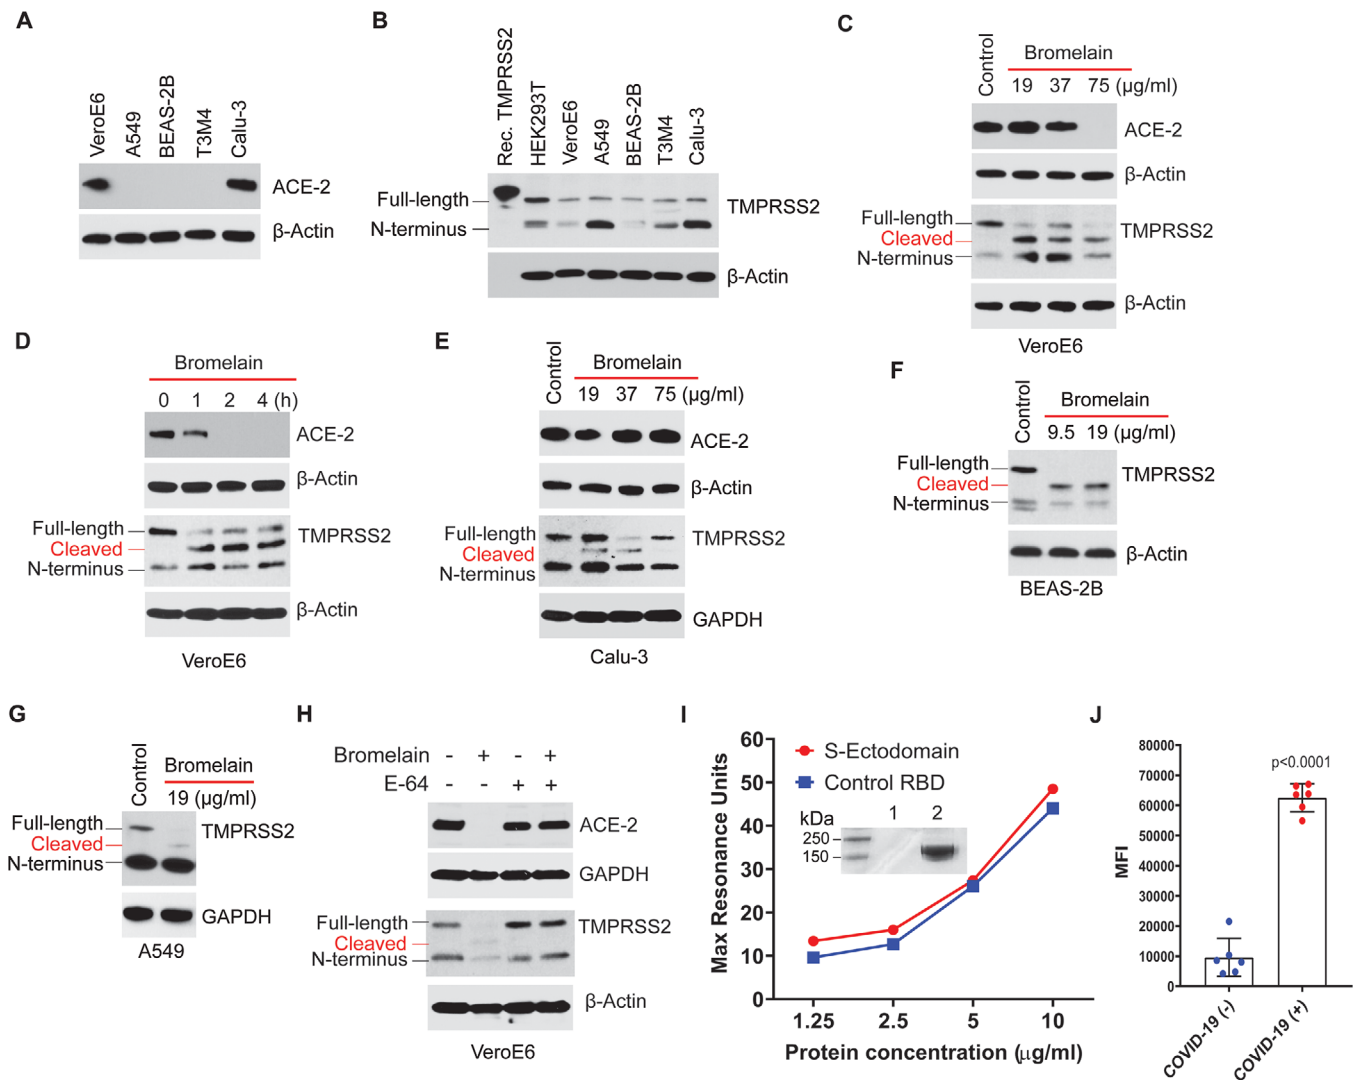 A
VeroE6
A549
BEAS-2B
T3M4
Calu-3
ACE-2
β-Actin
B
Rec. TMPRSS2
HEK293T
VeroE6
A549
BEAS-2B
T3M4
Calu-3
Full-length
N-terminus
TMPRSS2
β-Actin
C
Control
Bromelain
19 37 75 (μg/ml)
ACE-2
β-Actin
Full-length
Cleaved
N-terminus
TMPRSS2
β-Actin
VeroE6
D
Bromelain
0 1 2 4 (h)
ACE-2
β-Actin
Full-length
Cleaved
N-terminus
TMPRSS2
β-Actin
VeroE6
E
Control
Bromelain
19 37 75 (μg/ml)
ACE-2
β-Actin
Full-length
Cleaved
N-terminus
TMPRSS2
GAPDH
Calu-3
F
Control
Bromelain
9.5 19 (μg/ml)
Full-length
Cleaved
N-terminus
TMPRSS2
β-Actin
BEAS-2B
G
Control
Bromelain
19 (μg/ml)
Full-length
Cleaved
N-terminus
TMPRSS2
GAPDH
A549
H
Bromelain - + - +
E-64 - - + +
ACE-2
GAPDH
Full-length
Cleaved
N-terminus
TMPRSS2
β-Actin
VeroE6
I
Max Resonance Units
60
50
40
30
20
10
0
S-Ectodomain
Control RBD
kDa 1 2
250
150
1.25 2.5 5 10
Protein concentration (μg/ml)
J
MFI
80000
70000
60000
50000
40000
30000
20000
10000
0
p<0.0001
COVID-19 (-)
COVID-19 (+)